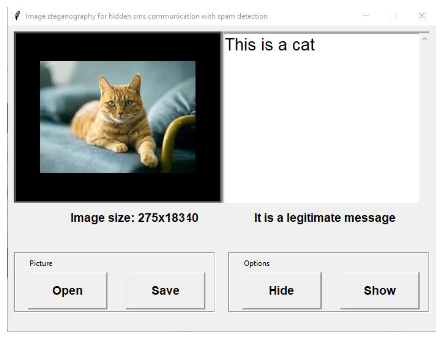 Image steganography for hidden sms communication with spam detection
This is a cat
Image size: 275x18340
It is a legitimate message
Picture
Options
Open
Save
Hide
Show